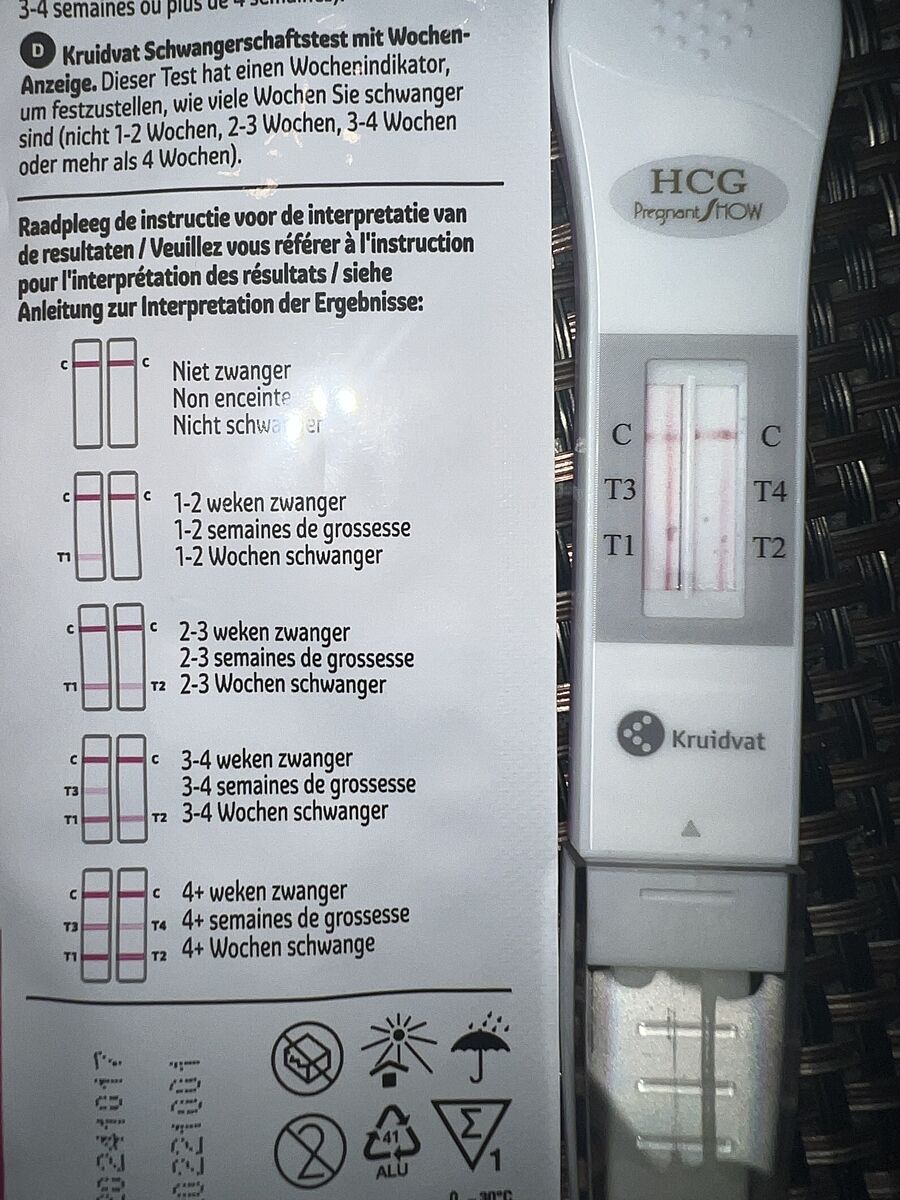 3-4 semaines ou plus de 4 semaines).
D Kruidvat Schwangerschaftstest mit Wochen-
Anzeige. Dieser Test hat einen Wochenindikator,
um festzustellen, wie viele Wochen Sie schwanger
sind (nicht 1-2 Wochen, 2-3 Wochen, 3-4 Wochen
oder mehr als 4 Wochen).
Raadpleeg de instructie voor de interpretatie van
de resultaten / Veuillez vous référer à l'instruction
pour l'interprétation des résultats / siehe
Anleitung zur Interpretation der Ergebnisse:
C C
Niet zwanger
Non enceinte
Nicht schwanger
C C
T1
1-2 weken zwanger
1-2 semaines de grossesse
1-2 Wochen schwanger
C C
T1 T2
2-3 weken zwanger
2-3 semaines de grossesse
2-3 Wochen schwanger
C C
T3
T1 T2
3-4 weken zwanger
3-4 semaines de grossesse
3-4 Wochen schwanger
C C
T3 T4
T1 T2
4+ weken zwanger
4+ semaines de grossesse
4+ Wochen schwange
2
41
ALU
Σ
1
HCG
PregnantSHOW
C C
T3 T4
T1 T2
Kruidvat